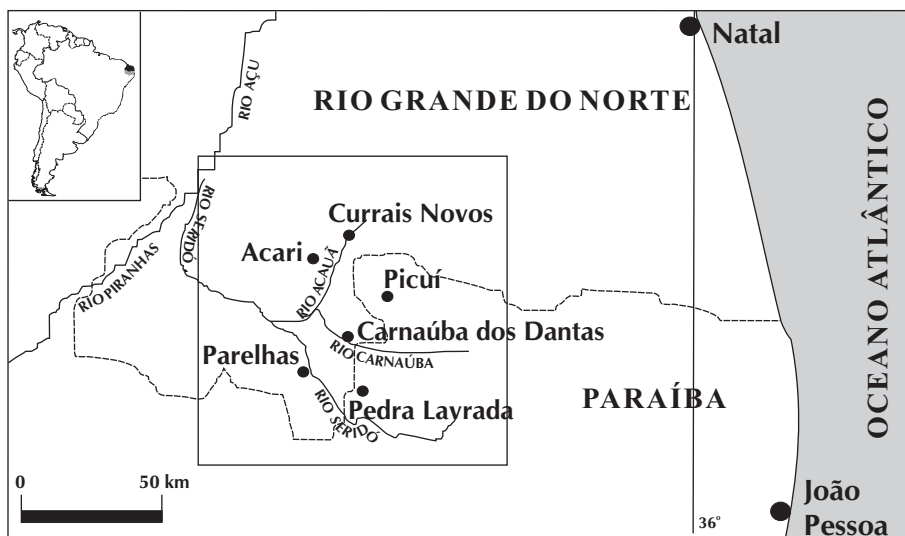 Natal
RIO AÇU
RIO GRANDE DO NORTE
OCEANO ATLÂNTICO
RIO SERIDÓ
Currais Novos
Acari
RIO ACAUÃ
RIO PIRANHAS
Picuí
Carnaúba dos Dantas
RIO CARNAÚBA
Parelhas
PARAÍBA
Pedra Lavrada
RIO SERIDÓ
0 50 km
36°
João
Pessoa